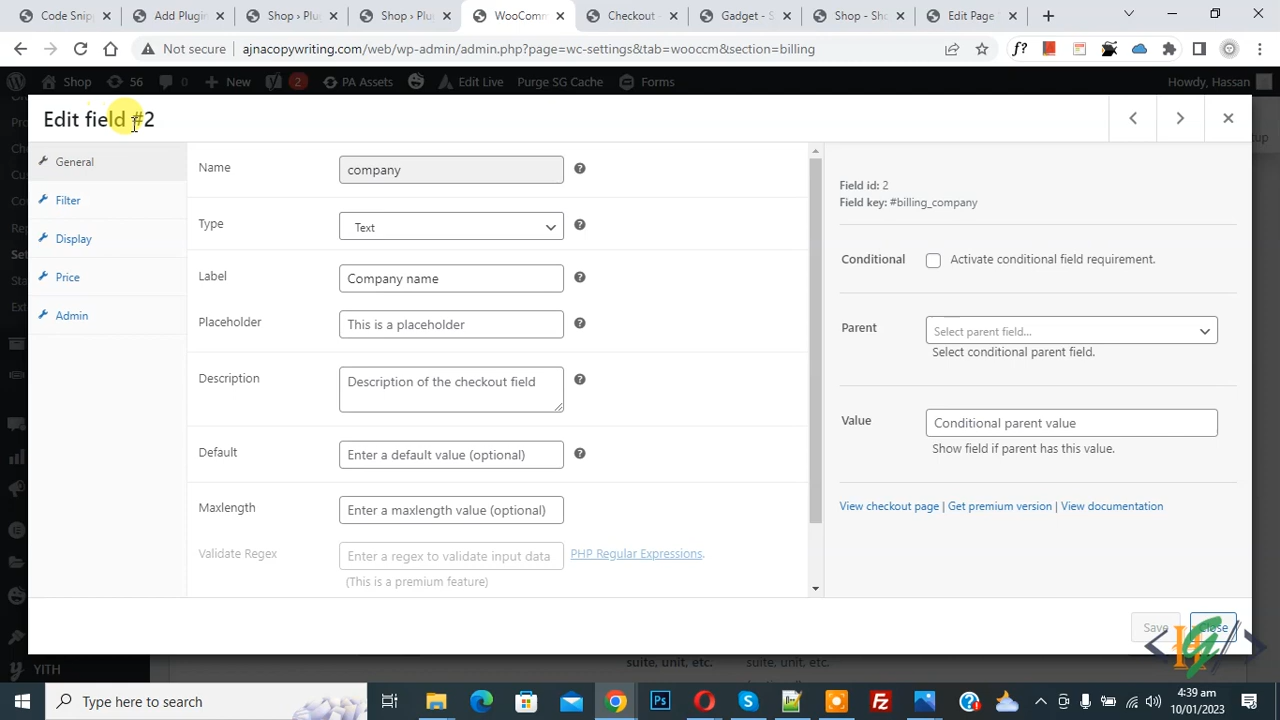 Code Snip
Add Plugin
Shop › Plu
Shop › Plu
WooComm
Checkout -
Gadget - S
Shop - Sho
Edit Page
Not secure
ajnacopywriting.com/web/wp-admin/admin.php?page=wc-settings&tab=wooccm&section=billing
Shop
56
0
New
2
PA Assets
Edit Live
Purge SG Cache
Forms
Howdy, Hassan
Edit field #2
General
Filter
Display
Price
Admin
Name
company
Type
Text
Label
Company name
Placeholder
This is a placeholder
Description
Description of the checkout field
Default
Enter a default value (optional)
Maxlength
Enter a maxlength value (optional)
Validate Regex
Enter a regex to validate input data
PHP Regular Expressions.
(This is a premium feature)
Field id: 2
Field key: #billing_company
Conditional
Activate conditional field requirement.
Parent
Select parent field...
Select conditional parent field.
Value
Conditional parent value
Show field if parent has this value.
View checkout page | Get premium version | View documentation
Save
Close
YITH
suite, unit, etc.
suite, unit, etc.
Type here to search
4:39 am
10/01/2023